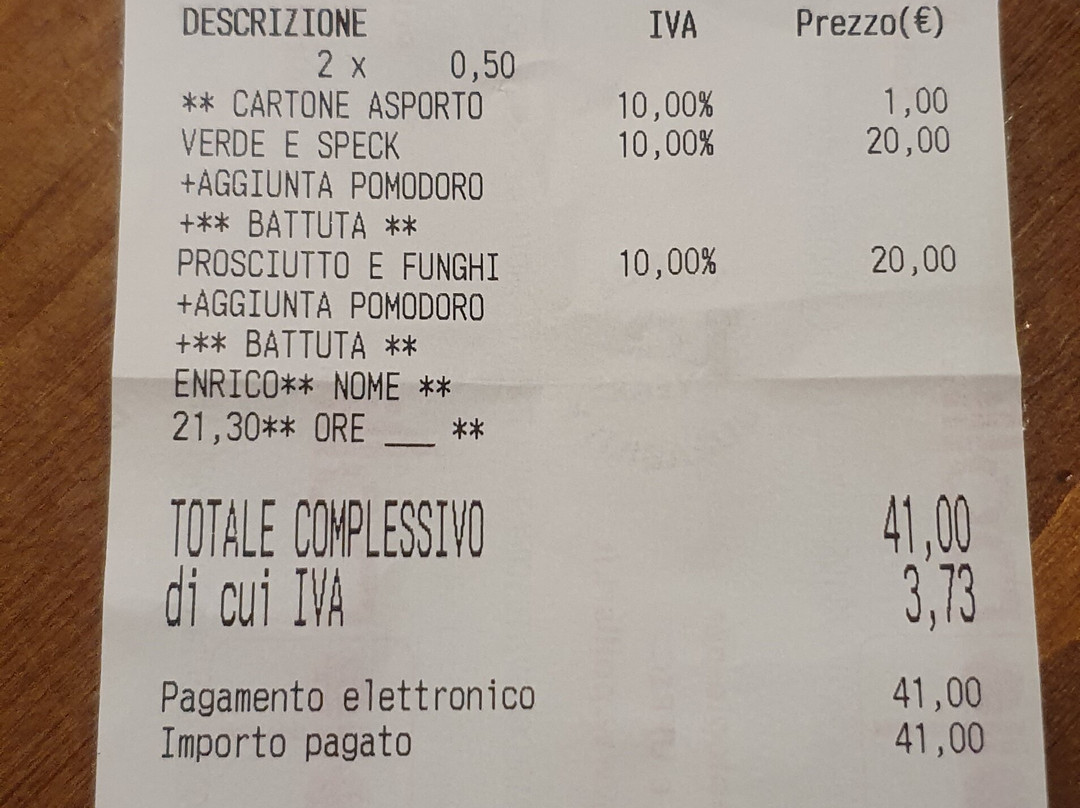 DESCRIZIONE IVA Prezzo(€)
2 x 0,50
** CARTONE ASPORTO 10,00% 1,00
VERDE E SPECK 10,00% 20,00
+AGGIUNTA POMODORO
+** BATTUTA **
PROSCIUTTO E FUNGHI 10,00% 20,00
+AGGIUNTA POMODORO
+** BATTUTA **
ENRICO** NOME **
21,30** ORE ___ **
TOTALE COMPLESSIVO 41,00
di cui IVA 3,73
Pagamento elettronico 41,00
Importo pagato 41,00